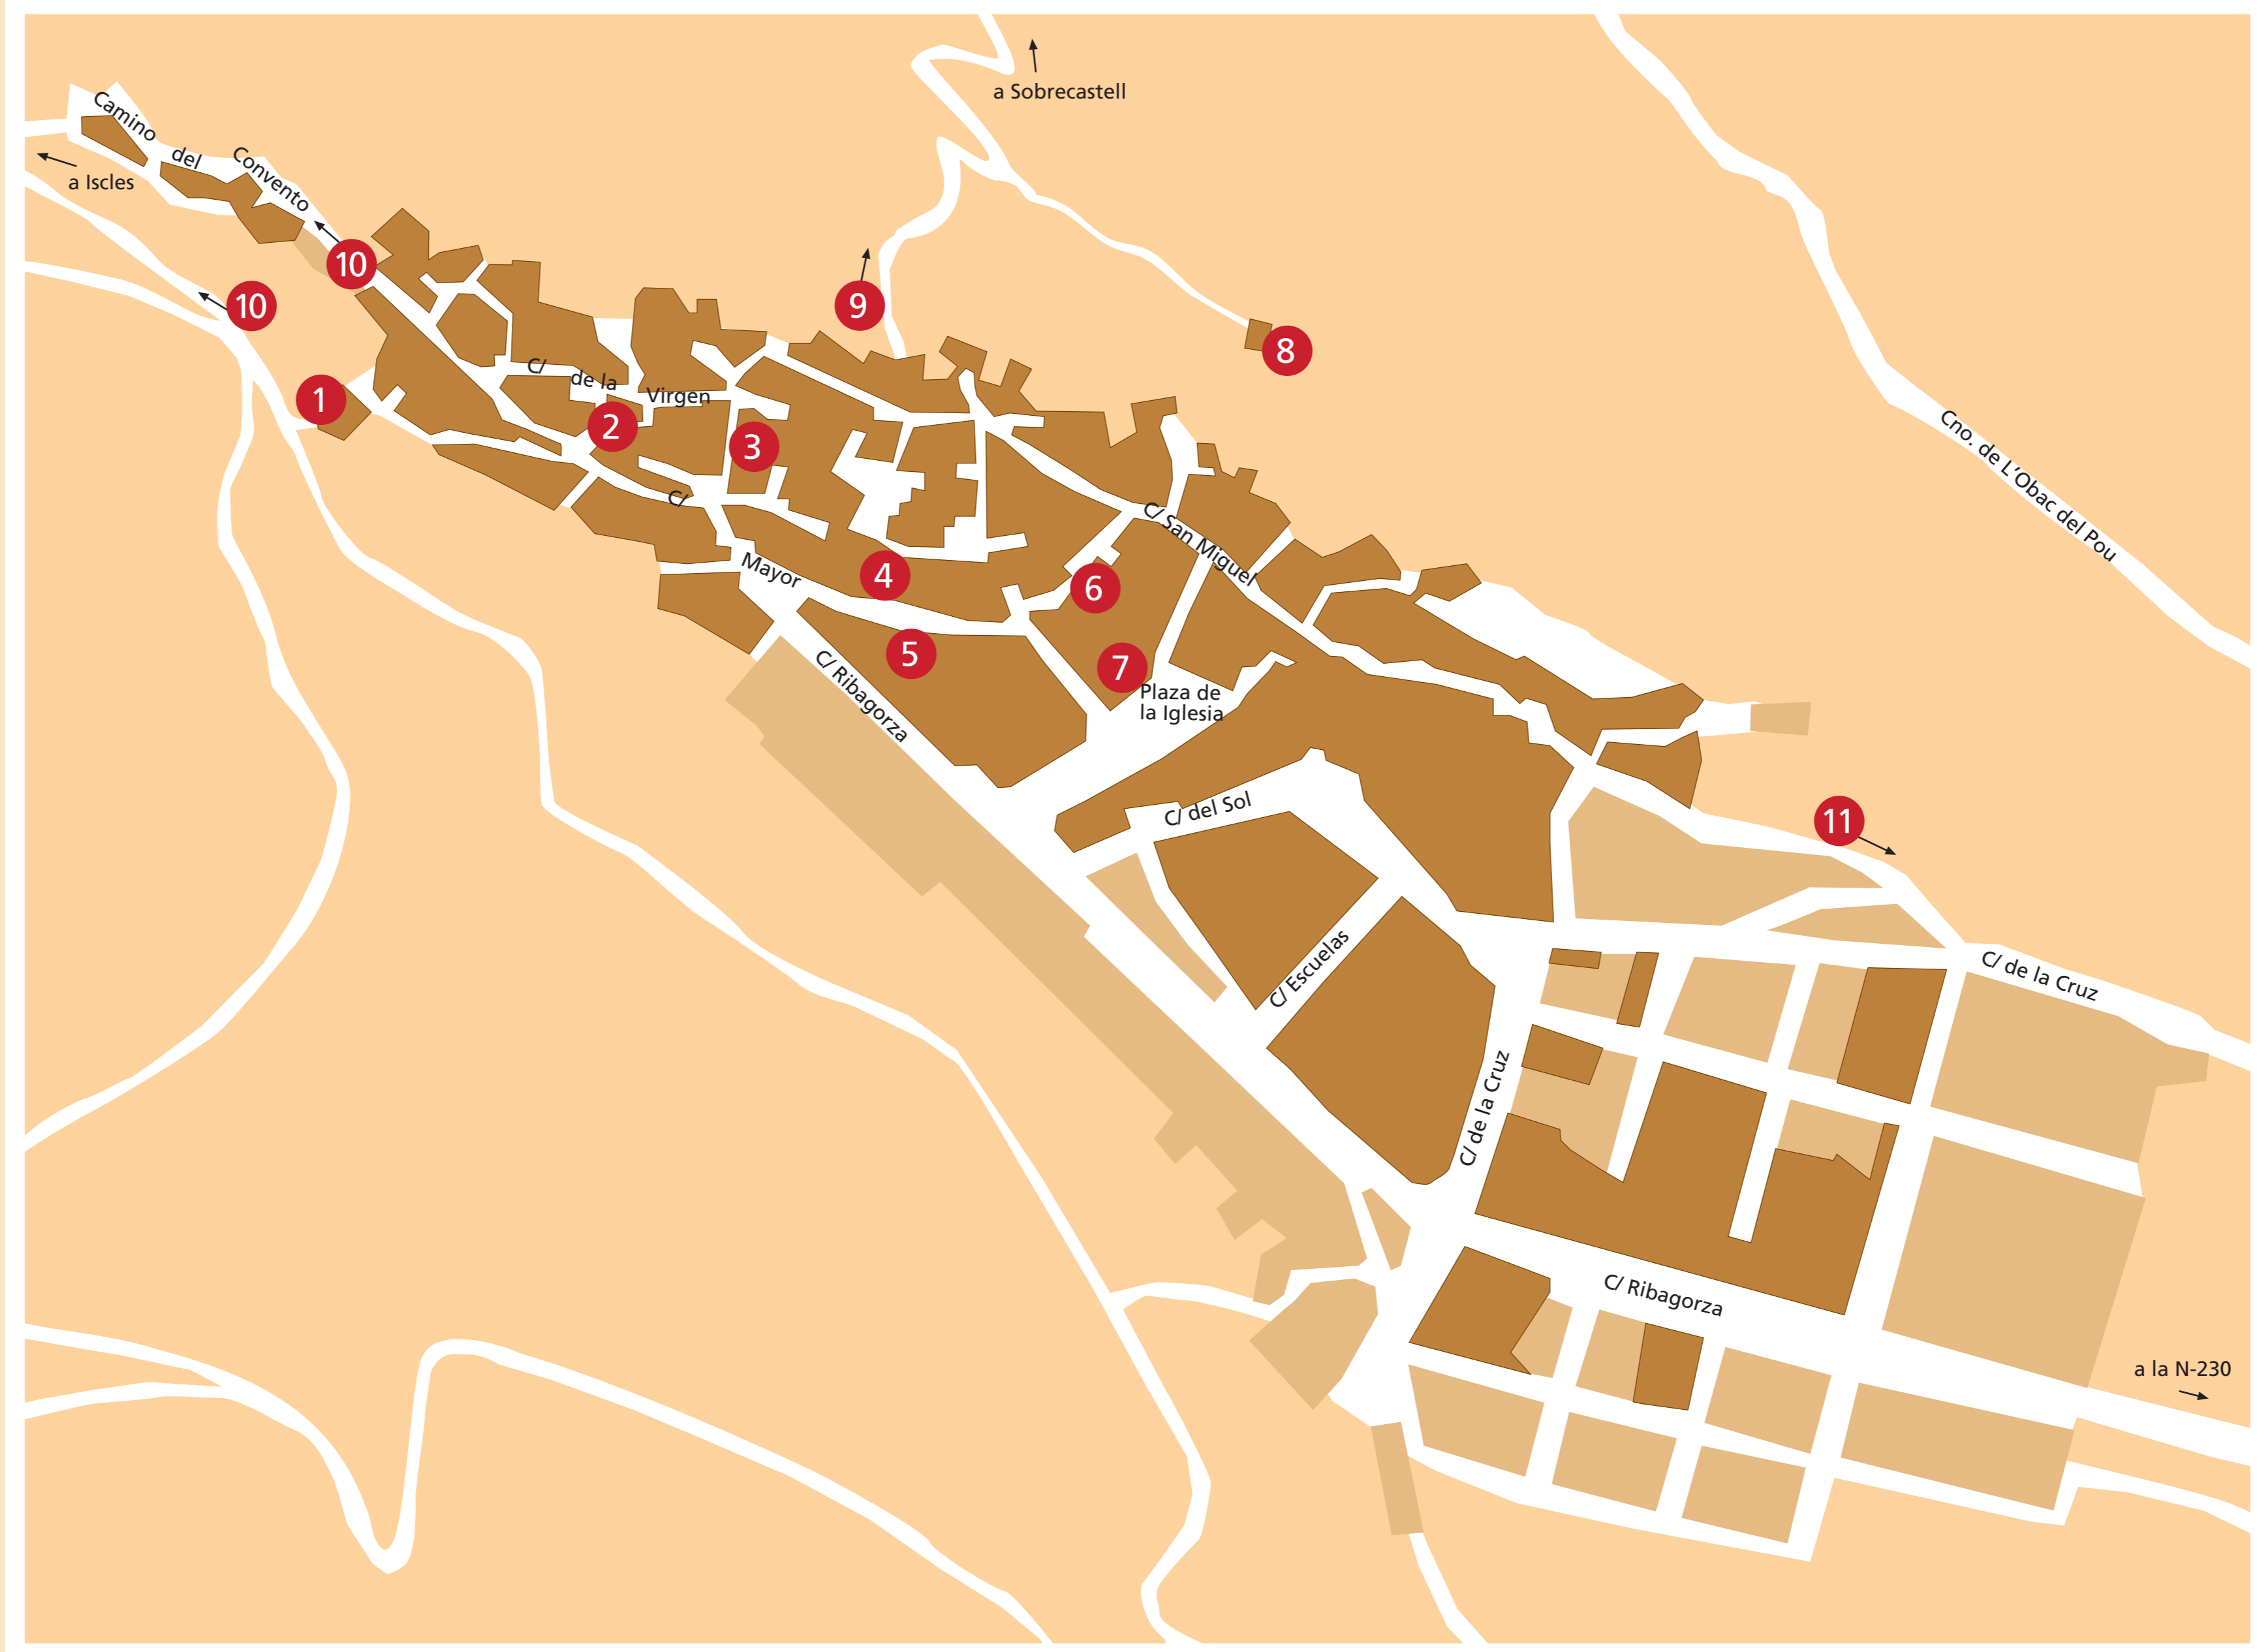 a Sobrecastell
Camino
del
Convento
a Iscles
10
10
9
8
1
C/
de la
Virgen
2
3
Cno. de L'Obac del Pou
C/
Mayor
C/ San Miguel
4
6
5
7
C/ Ribagorza
Plaza de
la Iglesia
C/ del Sol
11
C/ Escuelas
C/ de la Cruz
C/ de la Cruz
C/ Ribagorza
a la N-230